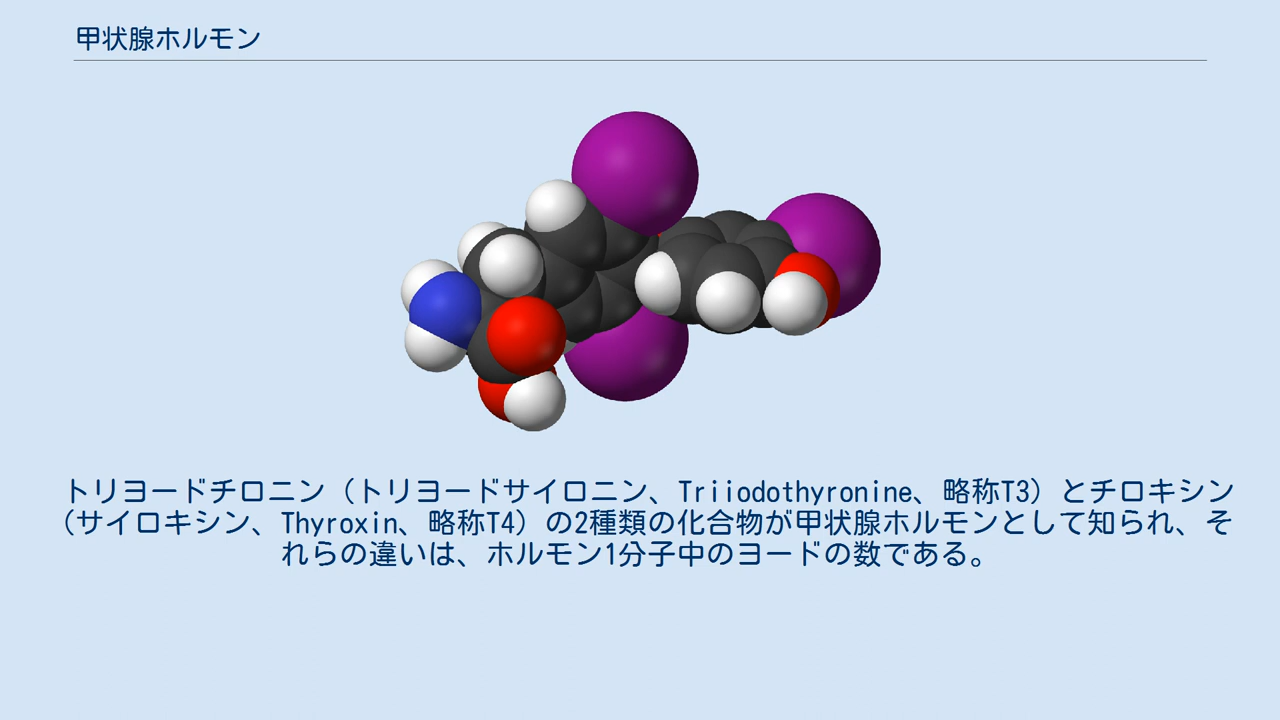 甲状腺ホルモン
トリヨードチロニン（トリヨードサイロニン、Triiodothyronine、略称T3）とチロキシン
（サイロキシン、Thyroxin、略称T4）の2種類の化合物が甲状腺ホルモンとして知られ、そ
れらの違いは、ホルモン1分子中のヨードの数である。